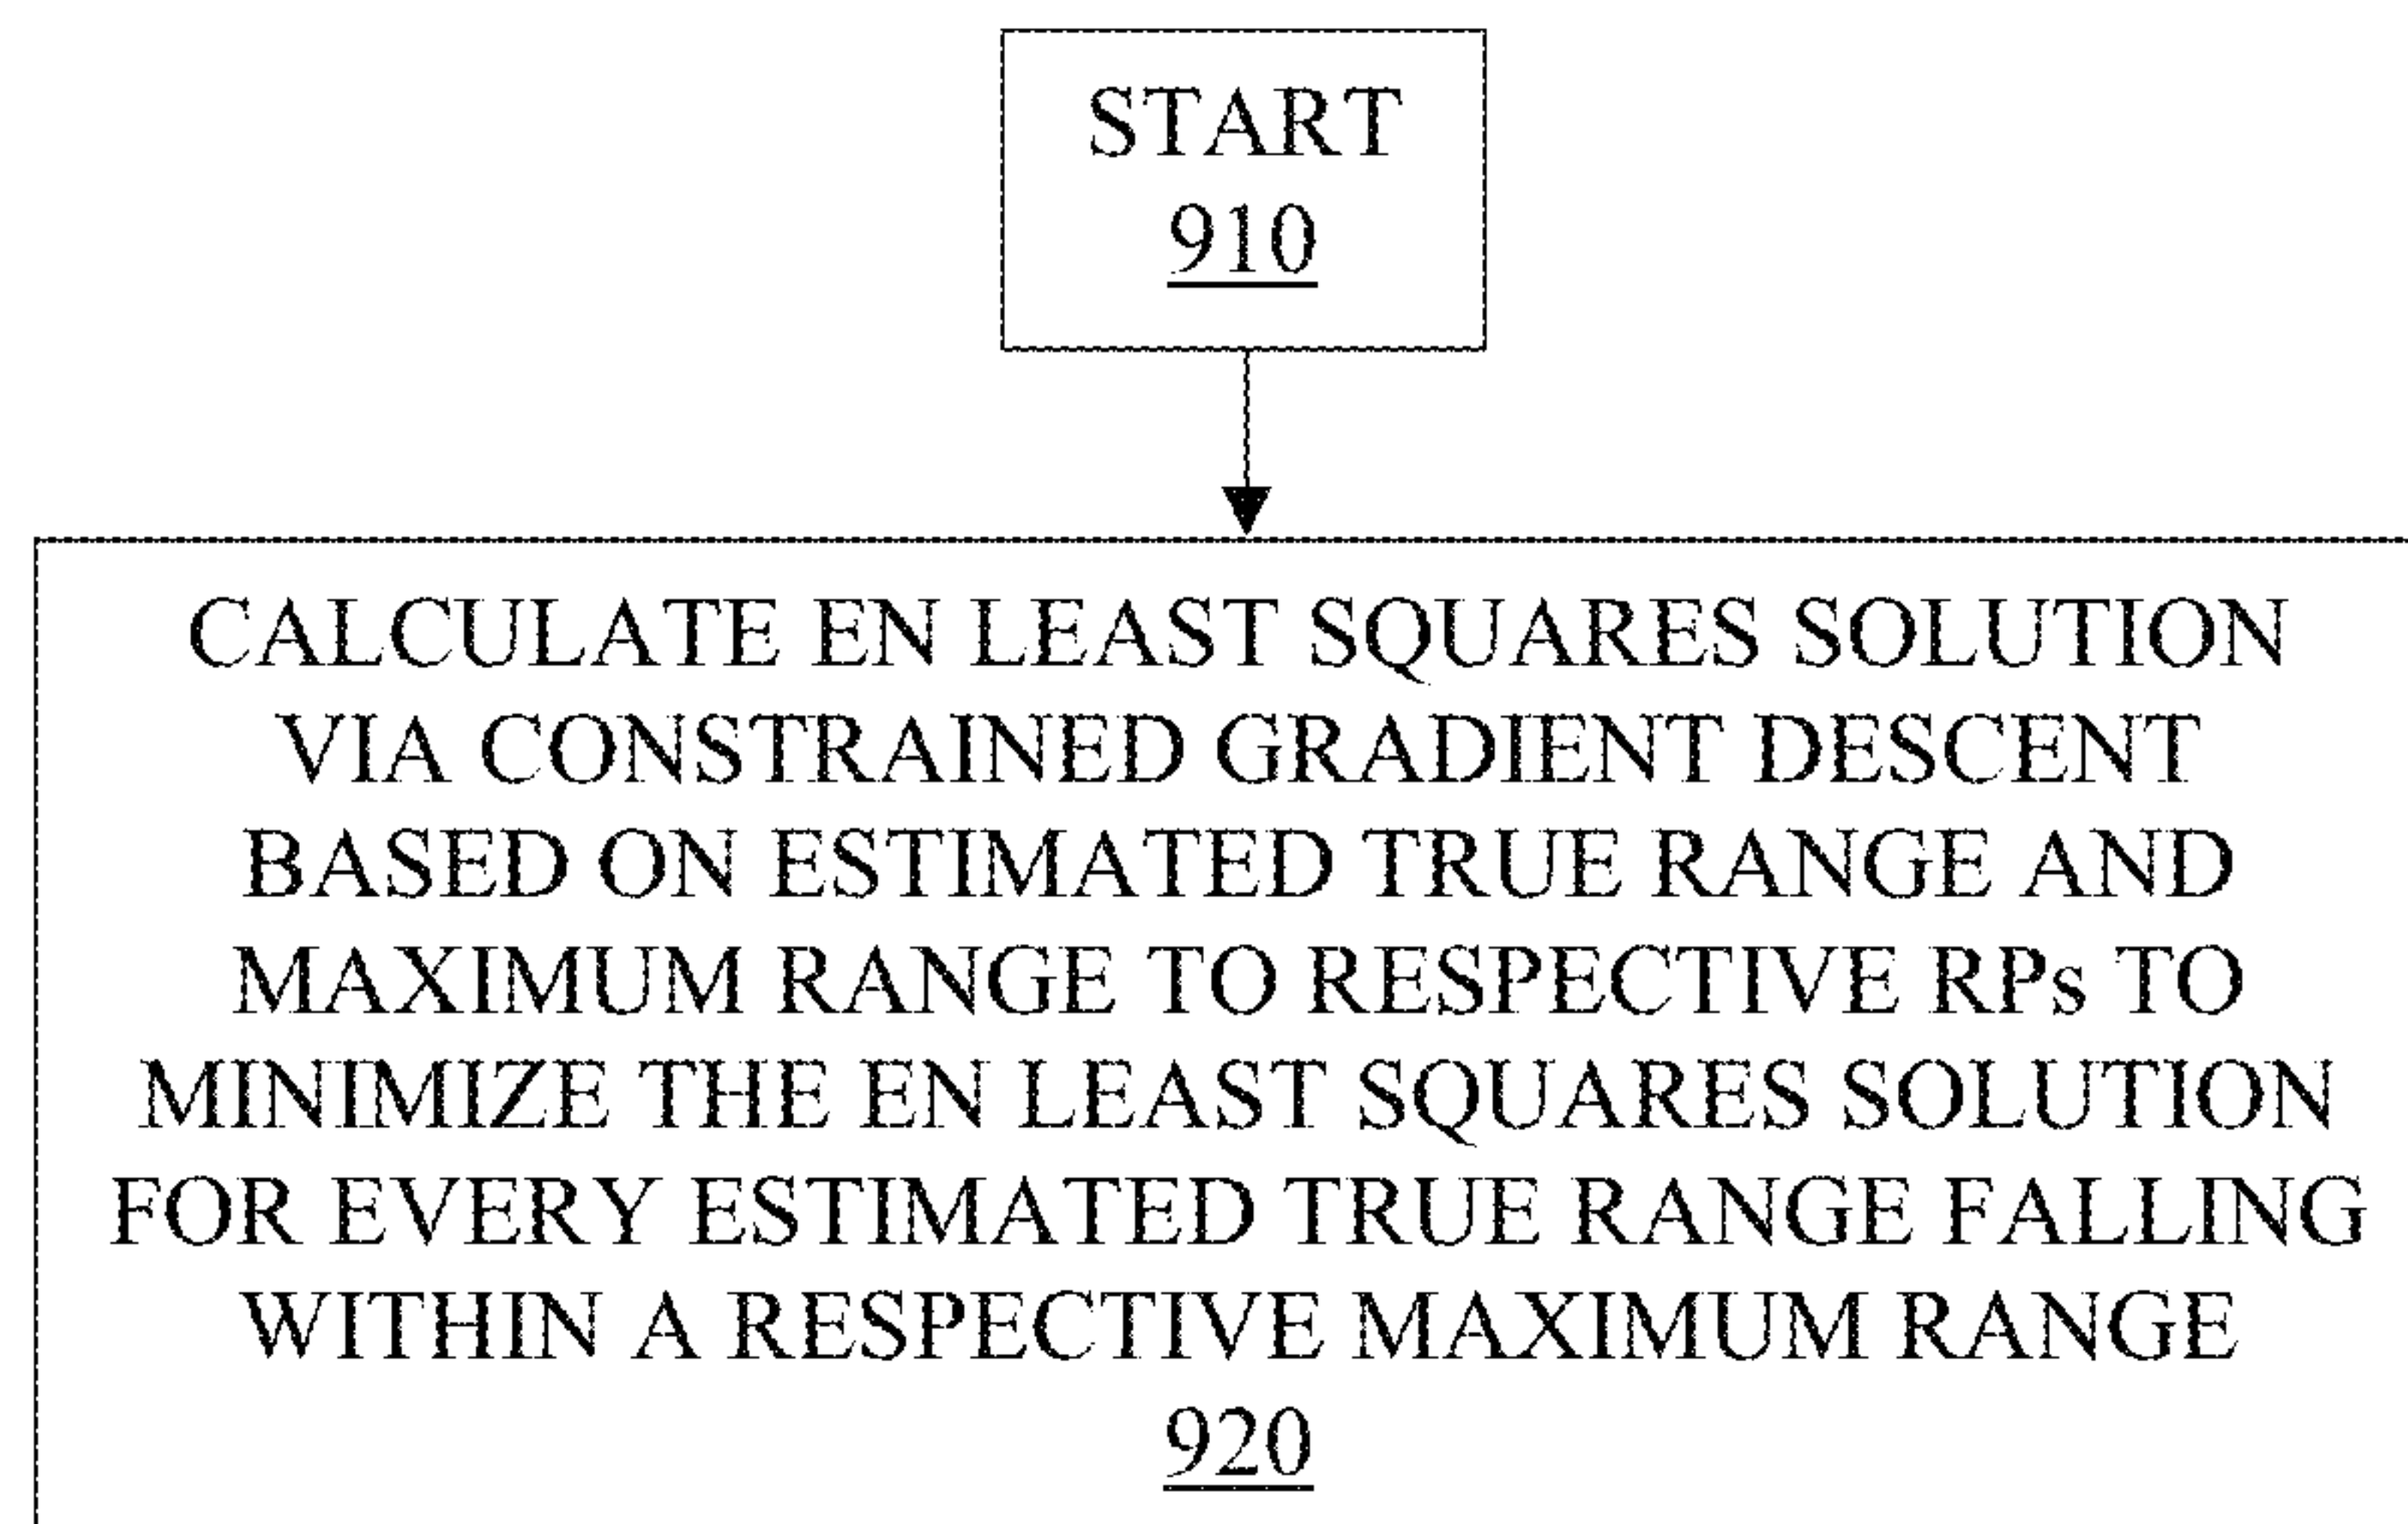 START
910
CALCULATE EN LEAST SQUARES SOLUTION
VIA CONSTRAINED GRADIENT DESCENT
BASED ON ESTIMATED TRUE RANGE AND
MAXIMUM RANGE TO RESPECTIVE RPs TO
MINIMIZE THE EN LEAST SQUARES SOLUTION
FOR EVERY ESTIMATED TRUE RANGE FALLING
WITHIN A RESPECTIVE MAXIMUM RANGE
920